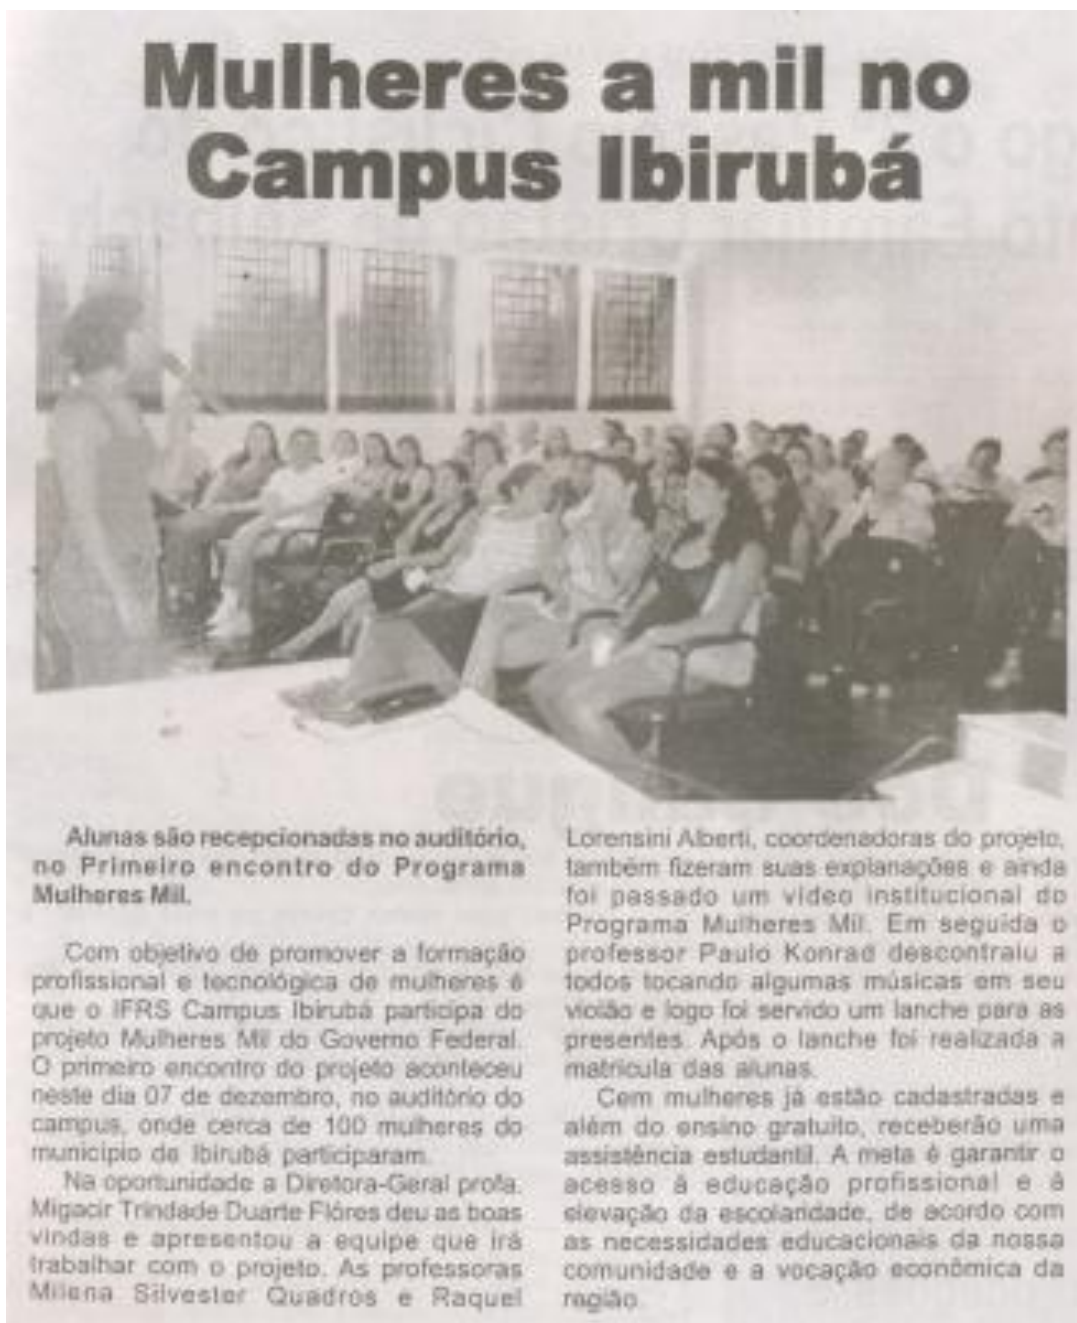 Mulheres a mil no
Campus Ibirubá
Alunas são recepcionadas no auditório,
no Primeiro encontro do Programa
Mulheres Mil.
Com objetivo de promover a formação
profissional e tecnológica de mulheres é
que o IFRS Campus Ibirubá participa do
projeto Mulheres Mil do Governo Federal.
O primeiro encontro do projeto aconteceu
neste dia 07 de dezembro, no auditório do
campus, onde cerca de 100 mulheres do
município de Ibirubá participaram.
Na oportunidade a Diretora-Geral profa.
Migacir Trindade Duarte Flôres deu as boas
vindas e apresentou a equipe que irá
trabalhar com o projeto. As professoras
Milena Silvester Quadros e Raquel
Lorensini Alberti, coordenadoras do projeto,
também fizeram suas explanações e ainda
foi passado um vídeo institucional do
Programa Mulheres Mil. Em seguida o
professor Paulo Konrad descontraiu a
todos tocando algumas músicas em seu
violão e logo foi servido um lanche para as
presentes. Após o lanche foi realizada a
matrícula das alunas.
Cem mulheres já estão cadastradas e
além do ensino gratuito, receberão uma
assistência estudantil. A meta é garantir o
acesso à educação profissional e à
elevação da escolaridade, de acordo com
as necessidades educacionais da nossa
comunidade e a vocação econômica da
região.